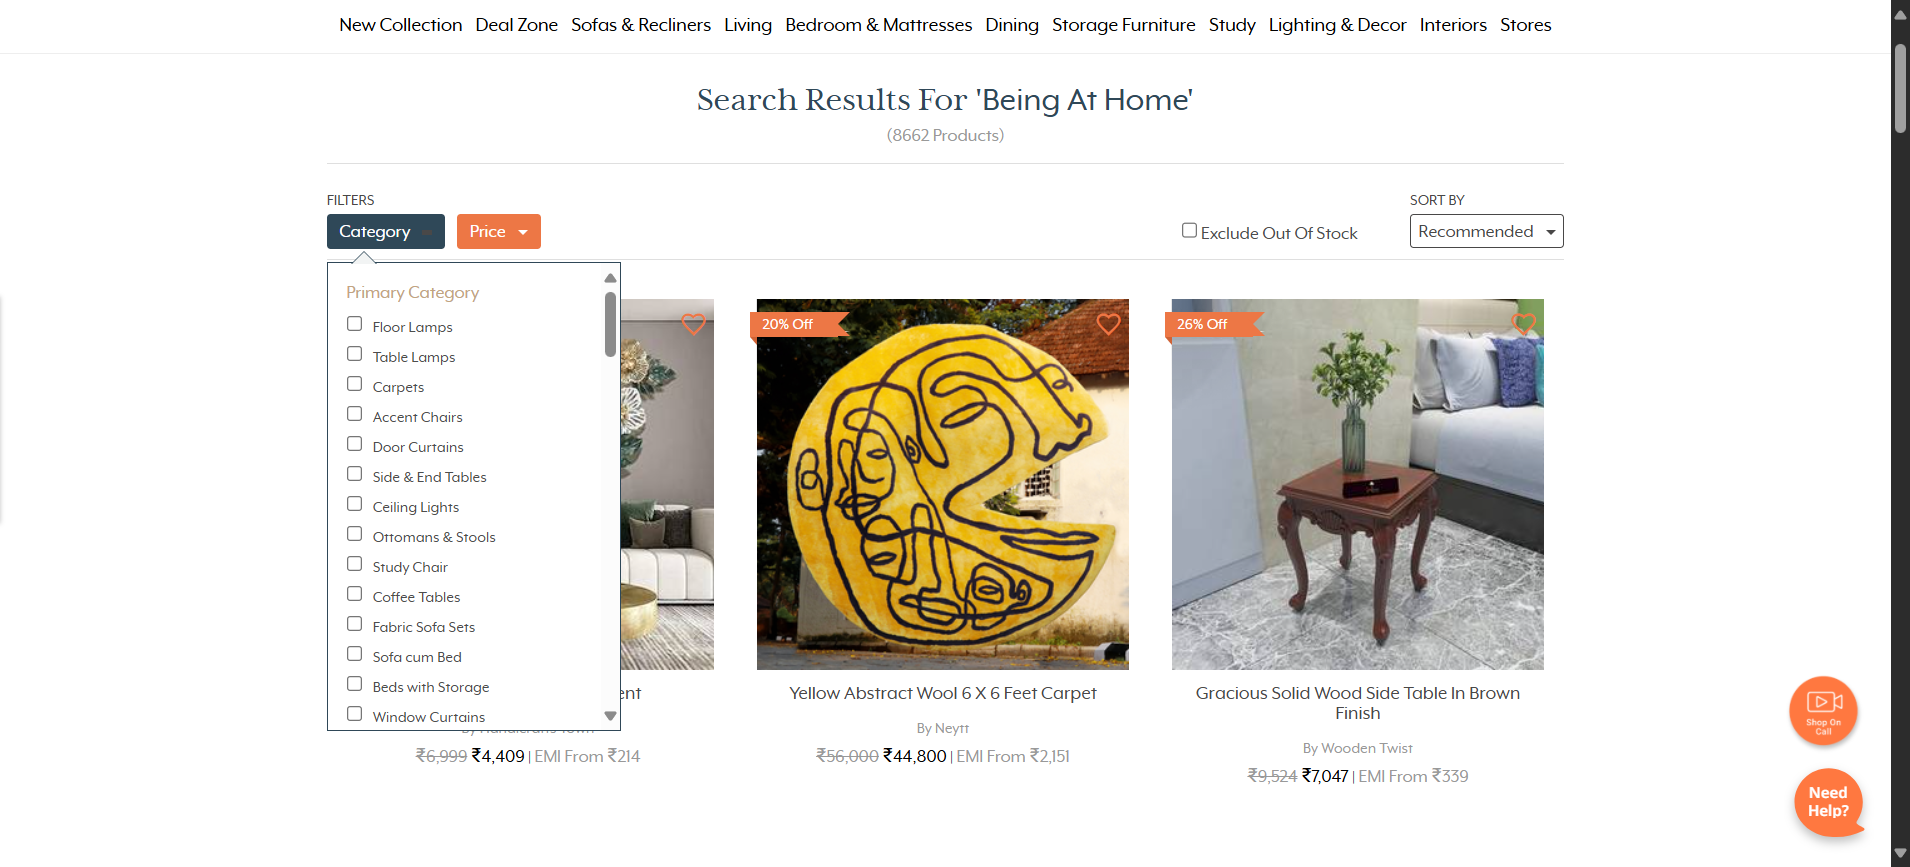 New Collection Deal Zone Sofas & Recliners Living Bedroom & Mattresses Dining Storage Furniture Study Lighting & Decor Interiors Stores
Search Results For 'Being At Home'
(8662 Products)
FILTERS
SORT BY
Category Price
Exclude Out Of Stock
Recommended
Primary Category
Floor Lamps
Table Lamps
Carpets
Accent Chairs
Door Curtains
Side & End Tables
Ceiling Lights
Ottomans & Stools
Study Chair
Coffee Tables
Fabric Sofa Sets
Sofa cum Bed
Beds with Storage
Window Curtains
₹6,999 ₹4,409 | EMI From ₹214
20% Off
Yellow Abstract Wool 6 X 6 Feet Carpet
By Neytt
₹56,000 ₹44,800 | EMI From ₹2,151
26% Off
Gracious Solid Wood Side Table In Brown
Finish
By Wooden Twist
₹9,524 ₹7,047 | EMI From ₹339
Shop On
Call
Need
Help?